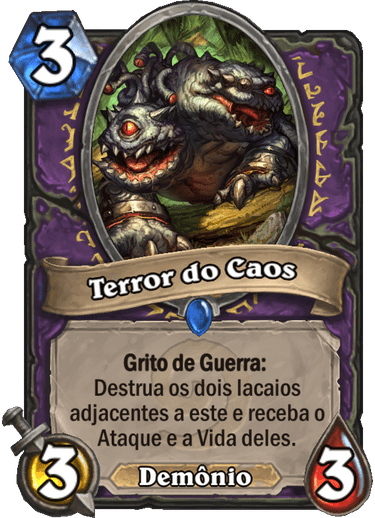 3
Terror do Caos
Grito de Guerra:
Destrua os dois lacaios
adjacentes a este e receba o
Ataque e a Vida deles.
3
Demônio
3